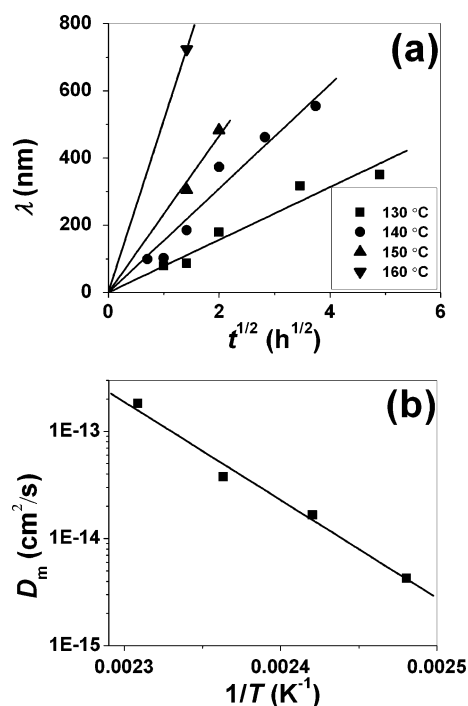 (a)
800
600
400
200
0
λ (nm)
0 2 4 6
t^1/2 (h^1/2)
130 °C
140 °C
150 °C
160 °C
(b)
1E-13
1E-14
1E-15
D_m (cm^2/s)
0.0023 0.0024 0.0025
1/T (K^-1)